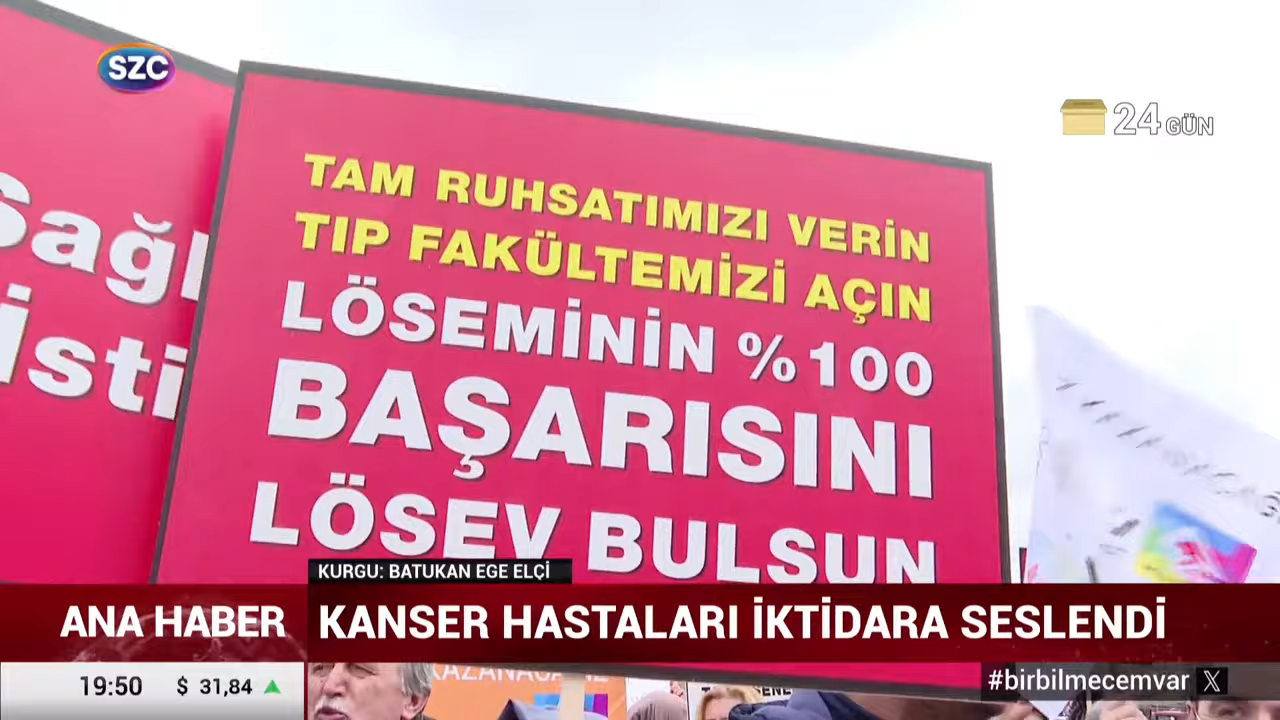 SZC
24 GÜN
Sağl
isti
TAM RUHSATIMIZI VERİN
TIP FAKÜLTEMİZİ AÇIN
LÖSEMİNİN %100
BAŞARISINI
LÖSEV BULSUN
KURGU: BATUKAN EGE ELÇİ
ANA HABER
KANSER HASTALARI İKTİDARA SESLENDİ
19:50 $ 31,84
#birbilmecemvar X